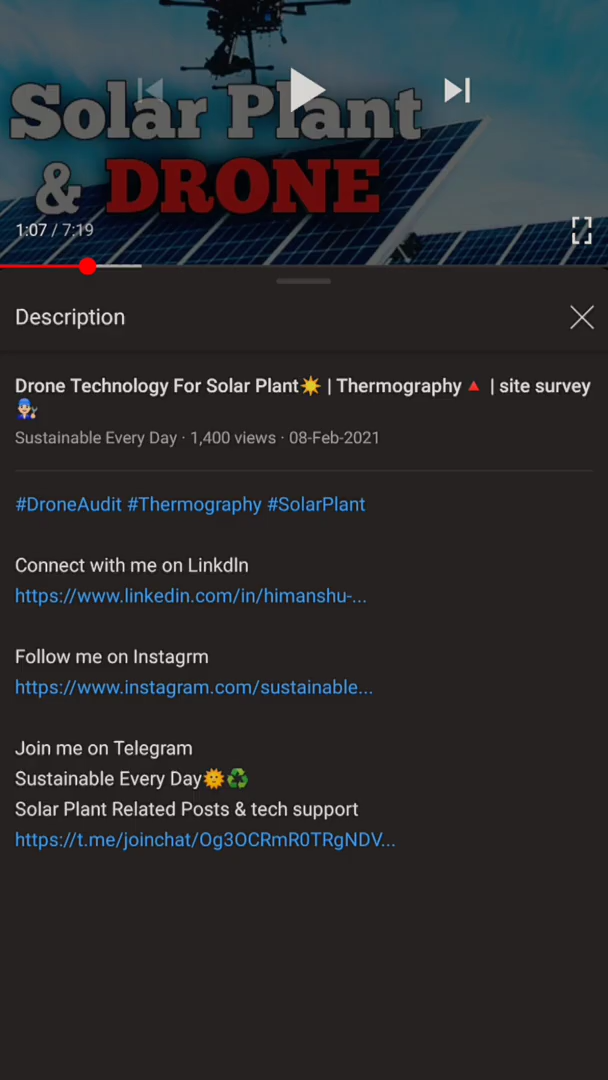 Solar Plant
& DRONE
1:07 / 7:19
Description
Drone Technology For Solar Plant☀️ | Thermography🔺 | site survey
👨🏻‍🔧
Sustainable Every Day · 1,400 views · 08-Feb-2021
#DroneAudit #Thermography #SolarPlant
Connect with me on LinkdIn
https://www.linkedin.com/in/himanshu-...
Follow me on Instagrm
https://www.instagram.com/sustainable...
Join me on Telegram
Sustainable Every Day🌞♻️
Solar Plant Related Posts & tech support
https://t.me/joinchat/Og3OCRmR0TRgNDV...